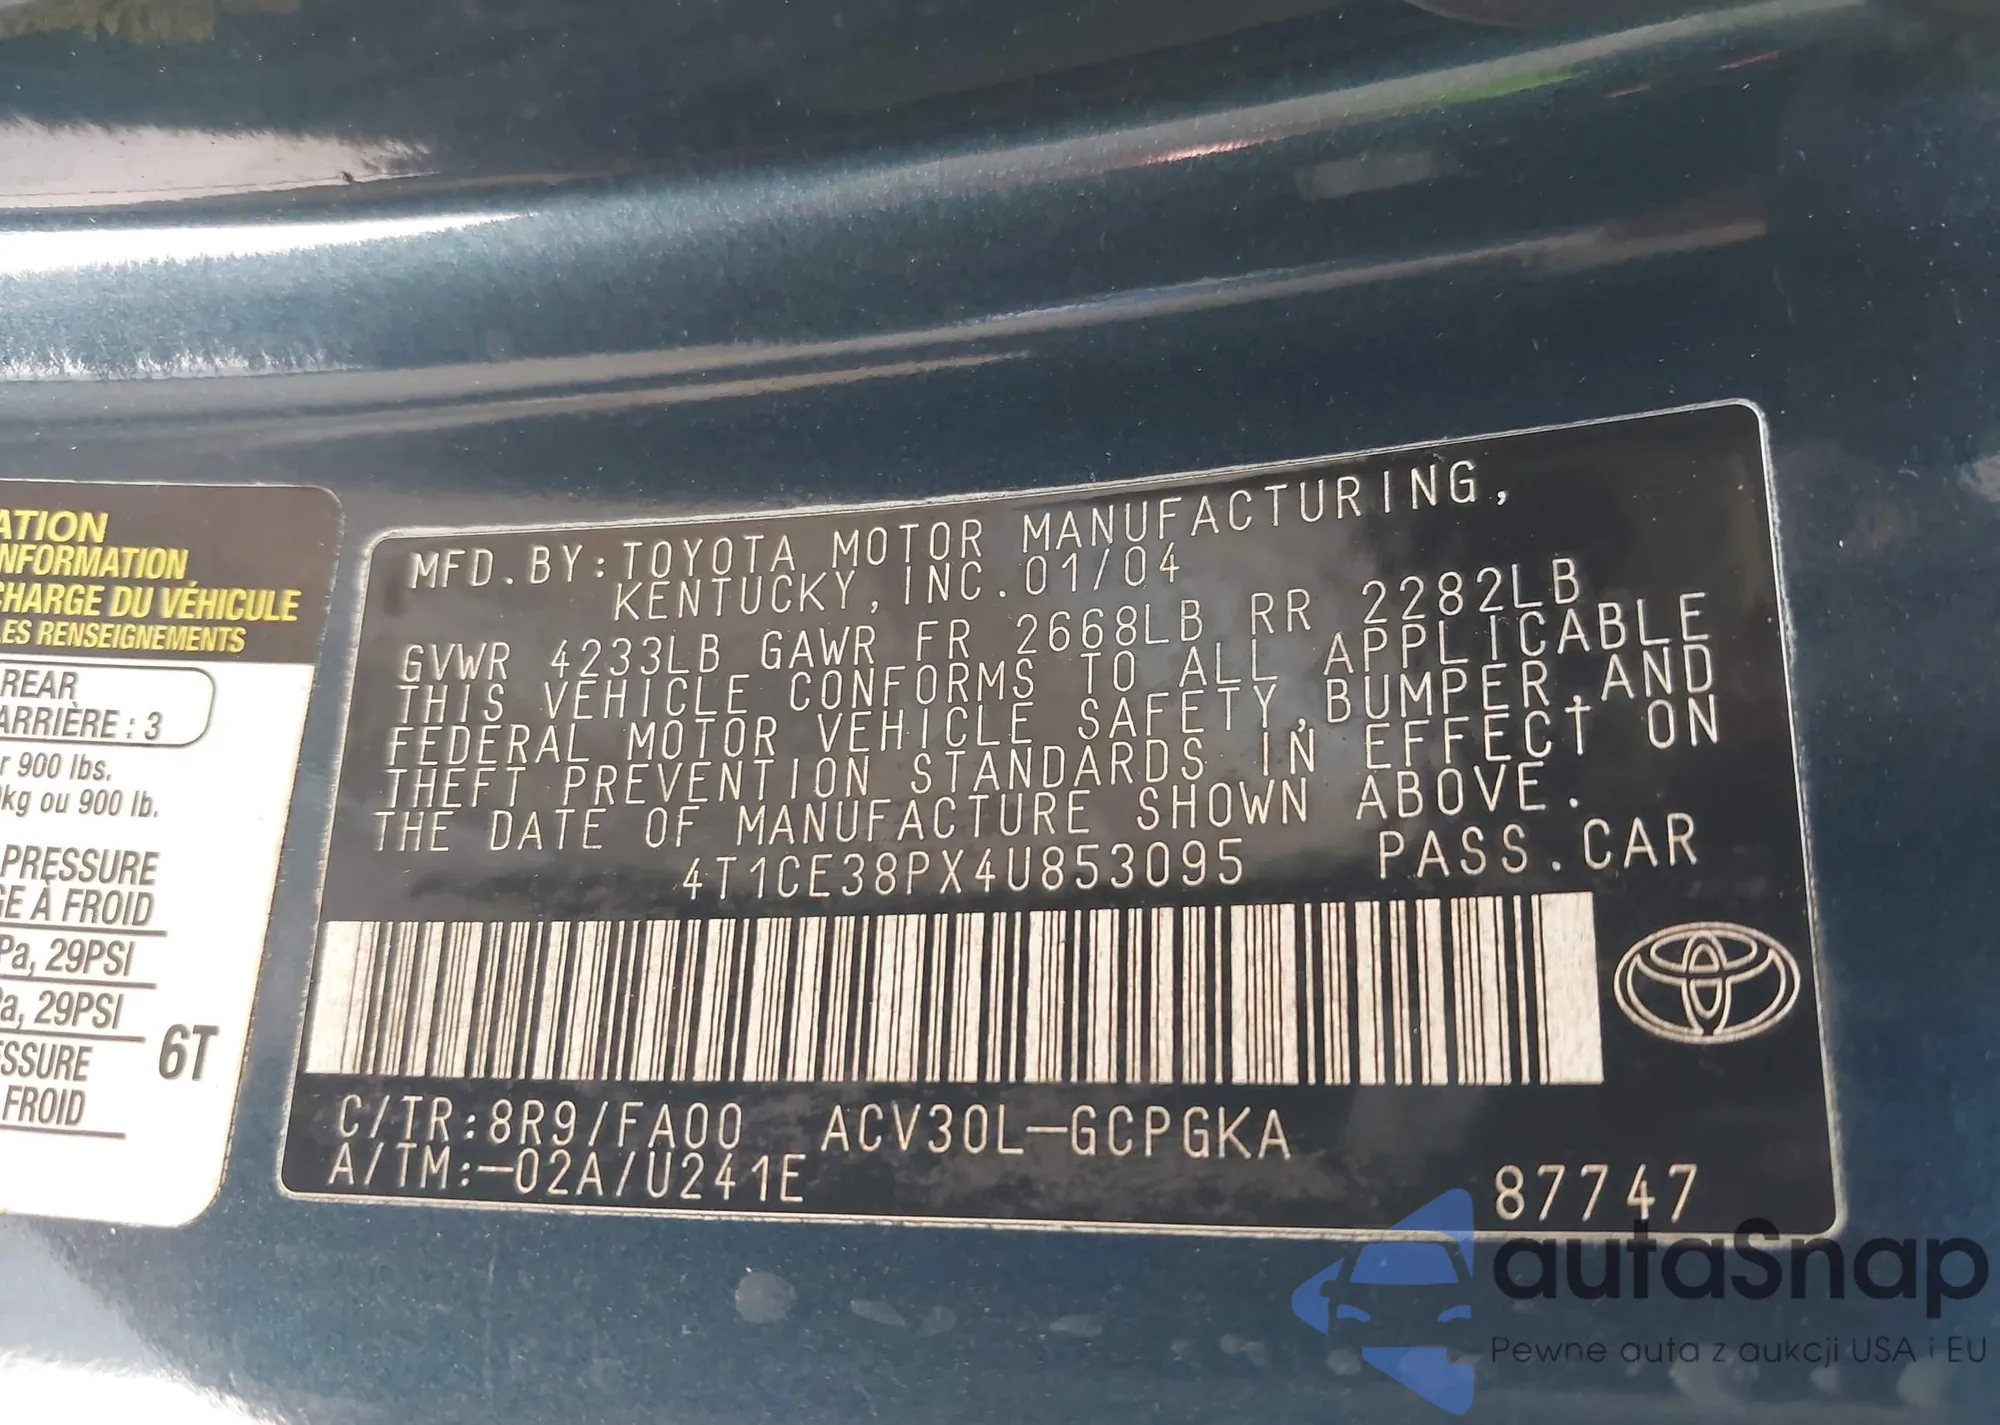 ATION
NFORMATION
CHARGE DU VÉHICULE
LES RENSEIGNEMENTS
REAR
ARRIÈRE : 3
r 900 lbs.
kg ou 900 lb.
PRESSURE
GE À FROID
Pa, 29PSI
a, 29PSI
SSURE
FROID
6T
MFD.BY:TOYOTA MOTOR MANUFACTURING,
KENTUCKY, INC.01/04
GVWR 4233LB GAWR FR 2668LB RR 2282LB
THIS VEHICLE CONFORMS TO ALL APPLICABLE
FEDERAL MOTOR VEHICLE SAFETY,BUMPER,AND
THEFT PREVENTION STANDARDS IN EFFECT ON
THE DATE OF MANUFACTURE SHOWN ABOVE.
4T1CE38PX4U853095 PASS.CAR
C/TR:8R9/FA00 ACV30L-GCPGKA
A/TM:-02A/U241E
87747
autaSnap
Pewne auta z aukcji USA i EU